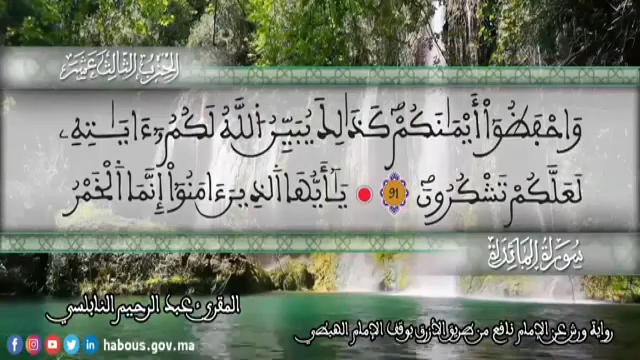 الحزب الثالث عشر
وَاحْفَظُوٓاْ أَيْمَٰنَكُمْۖ كَذَٰلِكَ يُبَيِّنُ اُ۬للَّهُ لَكُمُۥٓ ءَايَٰتِهِۦ
لَعَلَّكُمْ تَشْكُرُونَۖ 91 يَٰٓأَيُّهَا اَ۬لذِينَ ءَامَنُوٓاْ إِنَّمَا اَ۬لْخَمْرُ
سورة المائدة
المقرئ عبد الرحيم النابلسي
رواية ورش عن الإمام نافع من طريق الأزرق بوقف الإمام الهبطي
habous.gov.ma